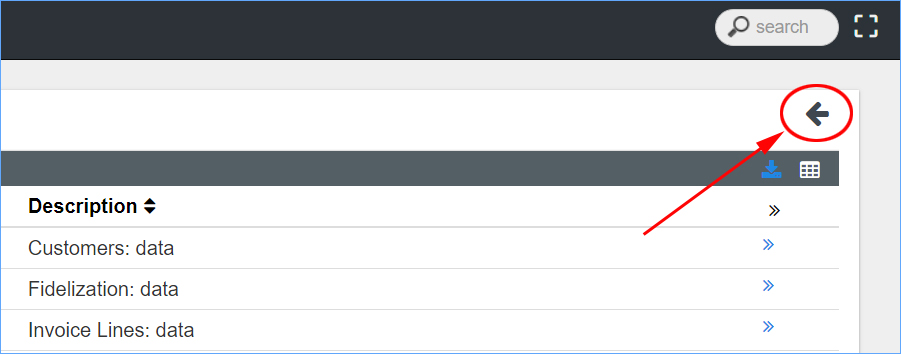 search
Description
Customers: data
Fidelization: data
Invoice Lines: data